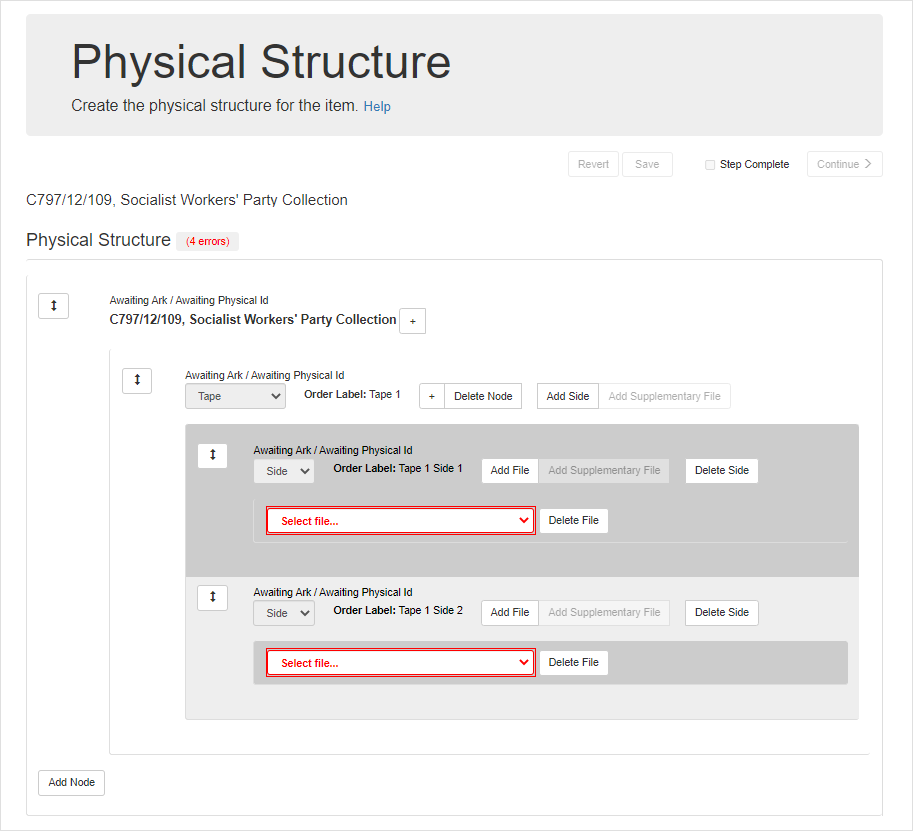 Physical Structure
Create the physical structure for the item. Help
Revert Save Step Complete Continue
C797/12/109, Socialist Workers' Party Collection
Physical Structure (4 errors)
Awaiting Ark / Awaiting Physical Id
C797/12/109, Socialist Workers' Party Collection +
Awaiting Ark / Awaiting Physical Id
Tape Order Label: Tape 1 + Delete Node Add Side Add Supplementary File
Awaiting Ark / Awaiting Physical Id
Side Order Label: Tape 1 Side 1 Add File Add Supplementary File Delete Side
Select file... Delete File
Awaiting Ark / Awaiting Physical Id
Side Order Label: Tape 1 Side 2 Add File Add Supplementary File Delete Side
Select file... Delete File
Add Node